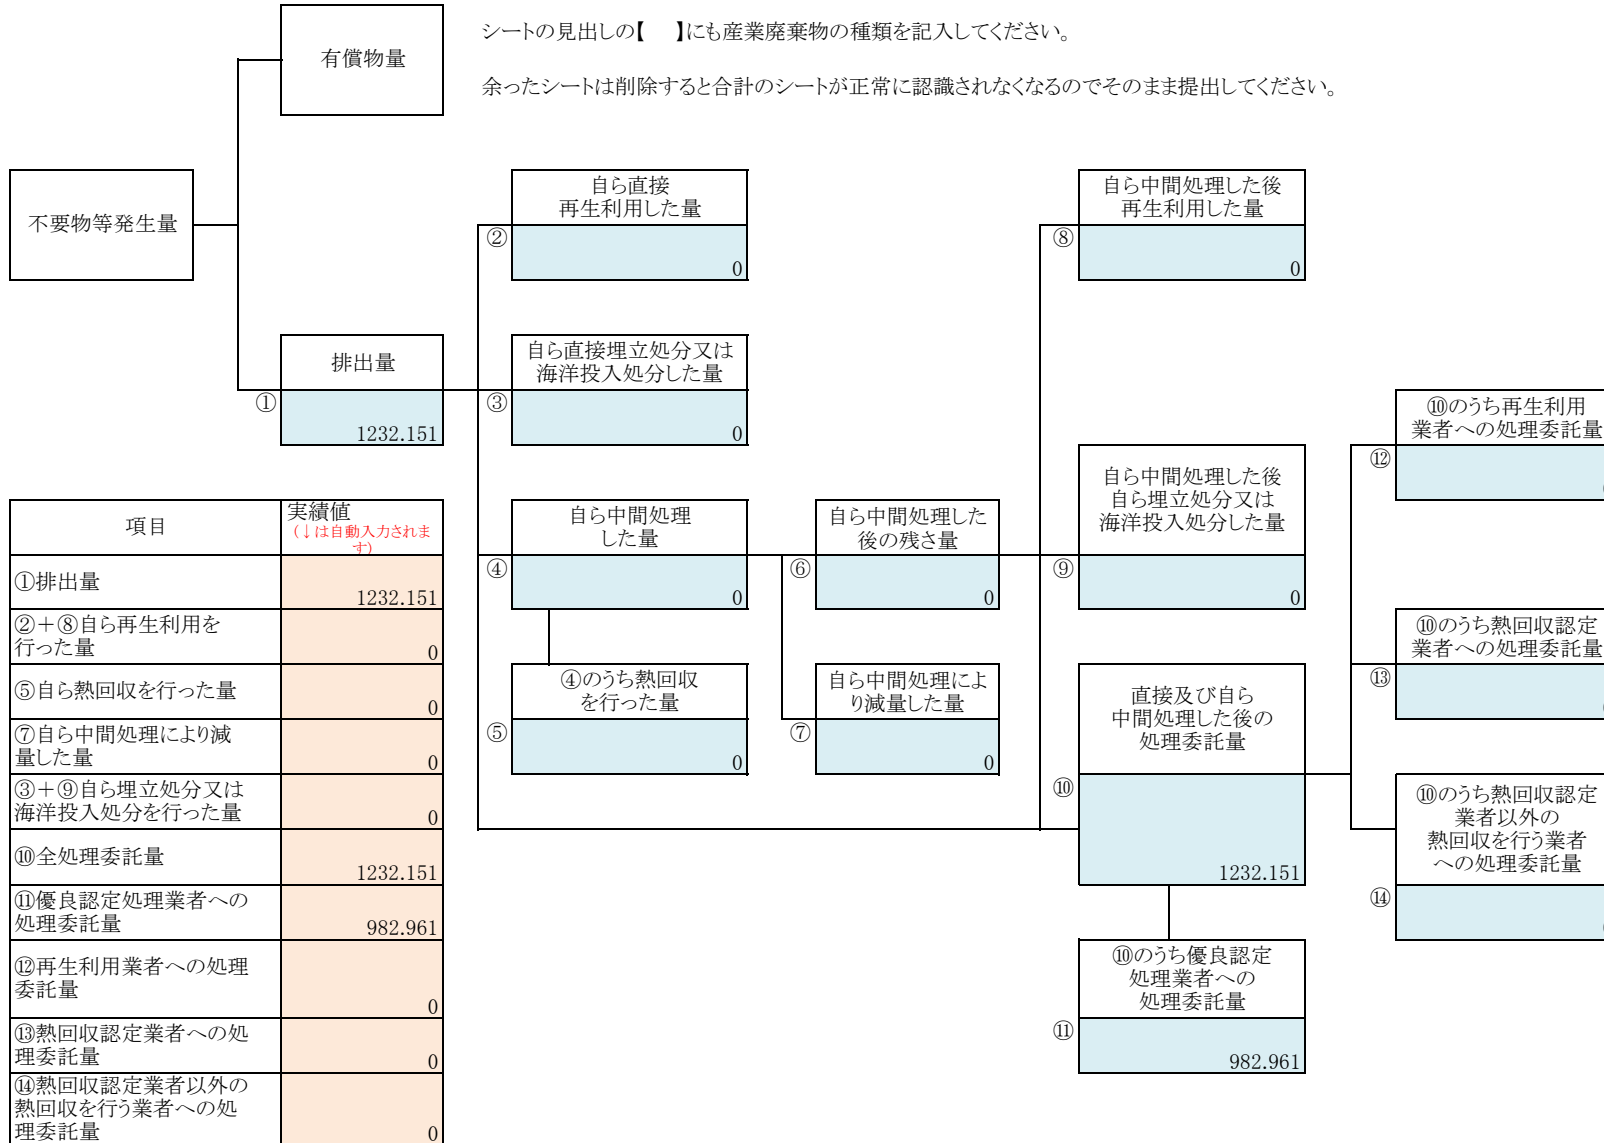 シートの見出しの【　】にも産業廃棄物の種類を記入してください。
余ったシートは削除すると合計のシートが正常に認識されなくなるのでそのまま提出してください。
有償物量
不要物等発生量
自ら直接
再生利用した量
②
0
自ら中間処理した後
再生利用した量
⑧
0
排出量
①
1232.151
自ら直接埋立処分又は
海洋投入処分した量
③
0
⑩のうち再生利用
業者への処理委託量
⑫
自ら中間処理
した量
④
0
自ら中間処理した
後の残さ量
⑥
0
自ら中間処理した後
自ら埋立処分又は
海洋投入処分した量
⑨
0
⑩のうち熱回収認定
業者への処理委託量
⑬
④のうち熱回収
を行った量
⑤
0
自ら中間処理によ
り減量した量
⑦
0
直接及び自ら
中間処理した後の
処理委託量
⑩
1232.151
⑩のうち熱回収認定
業者以外の
熱回収を行う業者
への処理委託量
⑭
⑩のうち優良認定
処理業者への
処理委託量
⑪
982.961
項目
実績値
（↓は自動入力されま
す）
①排出量
1232.151
②＋⑧自ら再生利用を
行った量
0
⑤自ら熱回収を行った量
0
⑦自ら中間処理により減
量した量
0
③＋⑨自ら埋立処分又は
海洋投入処分を行った量
0
⑩全処理委託量
1232.151
⑪優良認定処理業者への
処理委託量
982.961
⑫再生利用業者への処理
委託量
0
⑬熱回収認定業者への処
理委託量
0
⑭熱回収認定業者以外の
熱回収を行う業者への処
理委託量
0